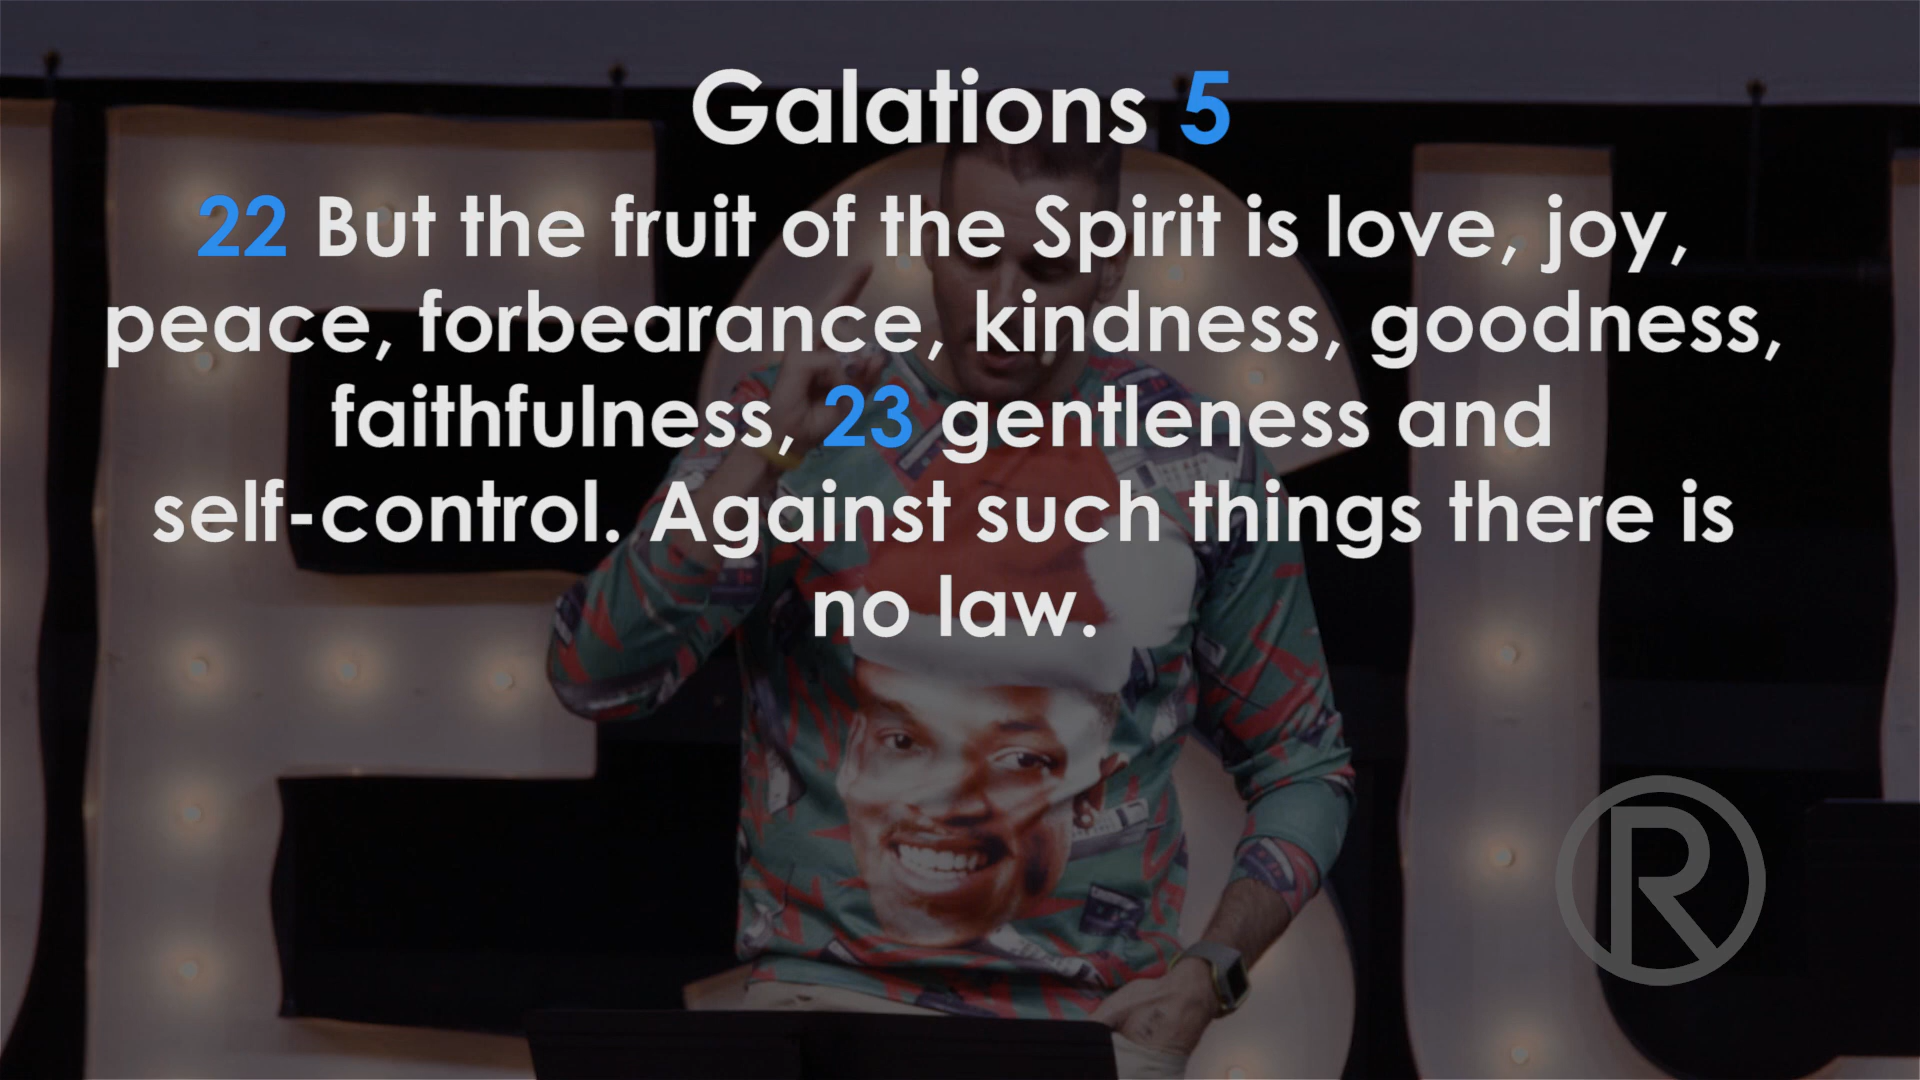 Galations 5
22 But the fruit of the Spirit is love, joy,
peace, forbearance, kindness, goodness,
faithfulness, 23 gentleness and
self-control. Against such things there is
no law.
R